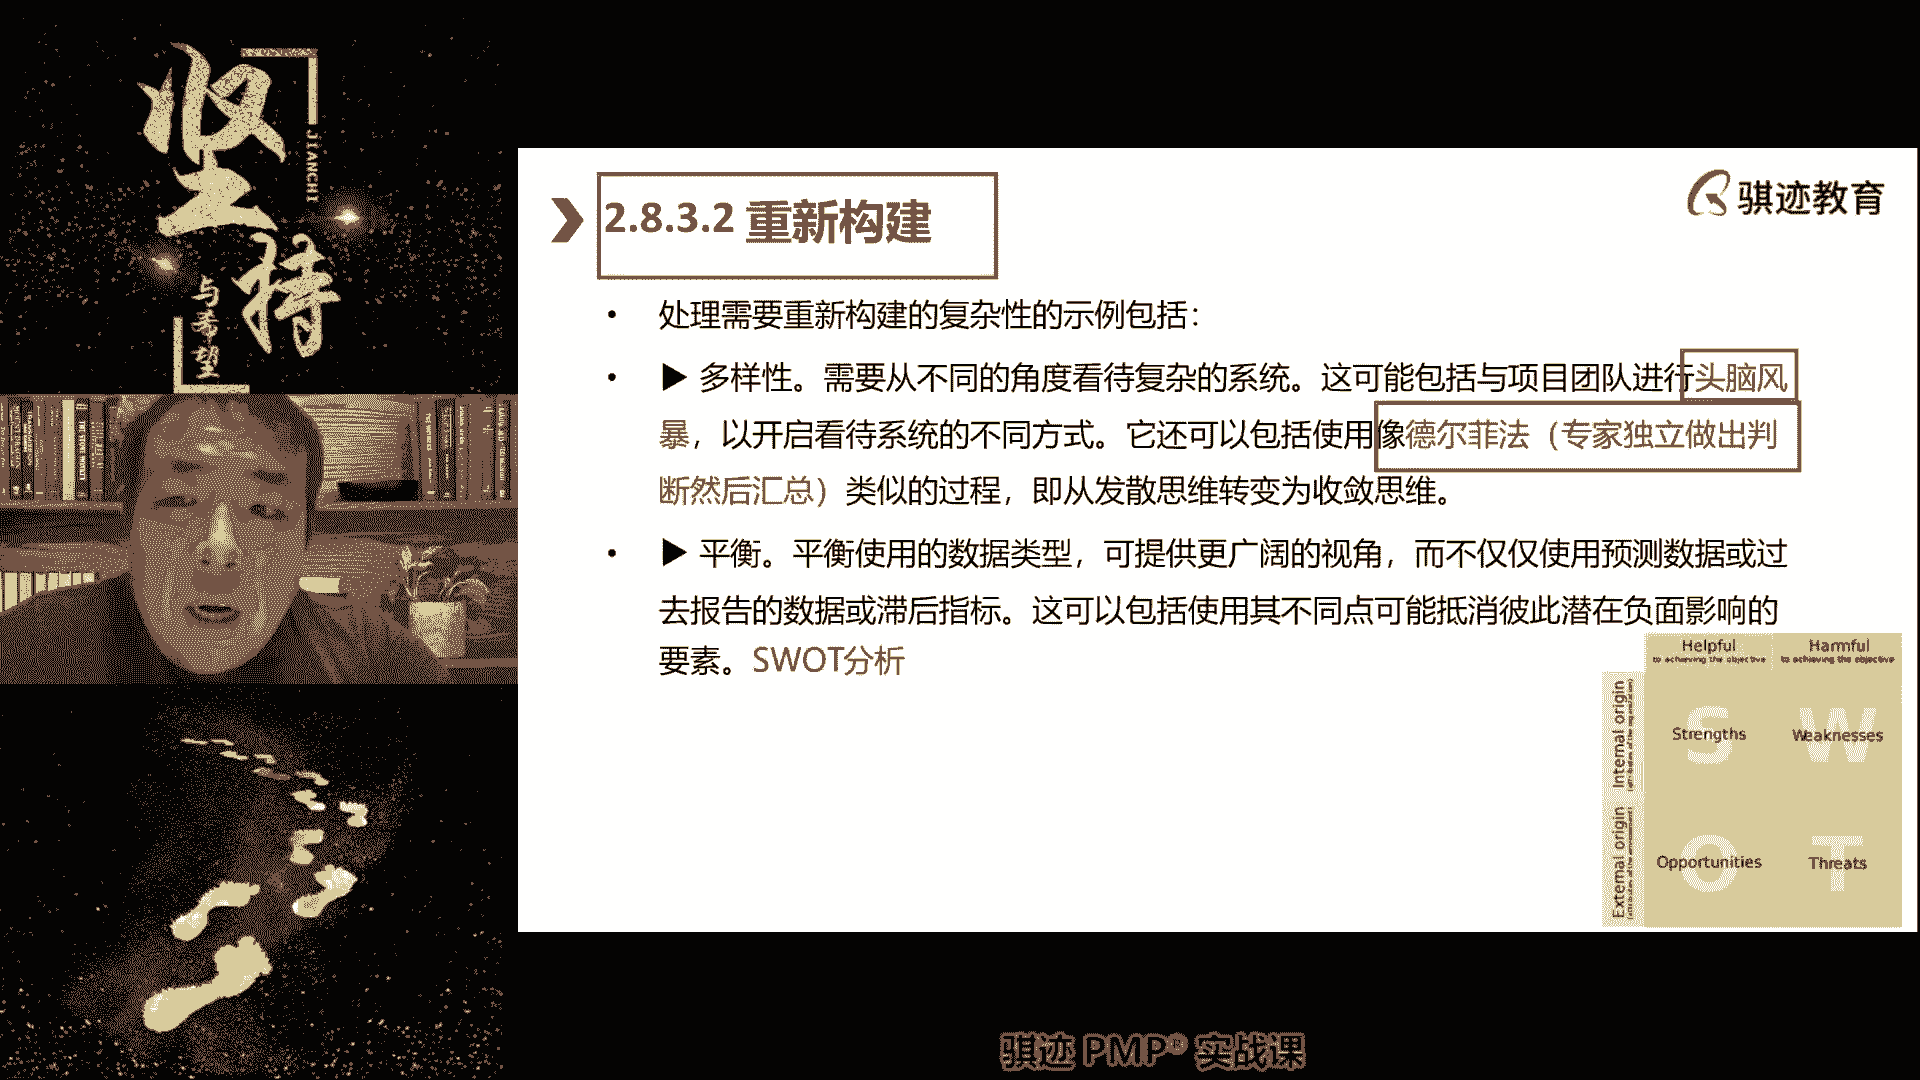 坚持
JIANCHI
与希望
2.8.3.2 重新构建
骐迹教育
• 处理需要重新构建的复杂性的示例包括：
• ▶ 多样性。需要从不同的角度看待复杂的系统。这可能包括与项目团队进行头脑风
暴，以开启看待系统的不同方式。它还可以包括使用像德尔菲法（专家独立做出判
断然后汇总）类似的过程，即从发散思维转变为收敛思维。
• ▶ 平衡。平衡使用的数据类型，可提供更广阔的视角，而不仅仅使用预测数据或过
去报告的数据或滞后指标。这可以包括使用其不同点可能抵消彼此潜在负面影响的
要素。SWOT分析
Helpful
to achieving the objective
Harmful
to achieving the objective
Internal origin
S
Strengths
W
Weaknesses
External origin
O
Opportunities
T
Threats
骐迹 PMP® 实战课